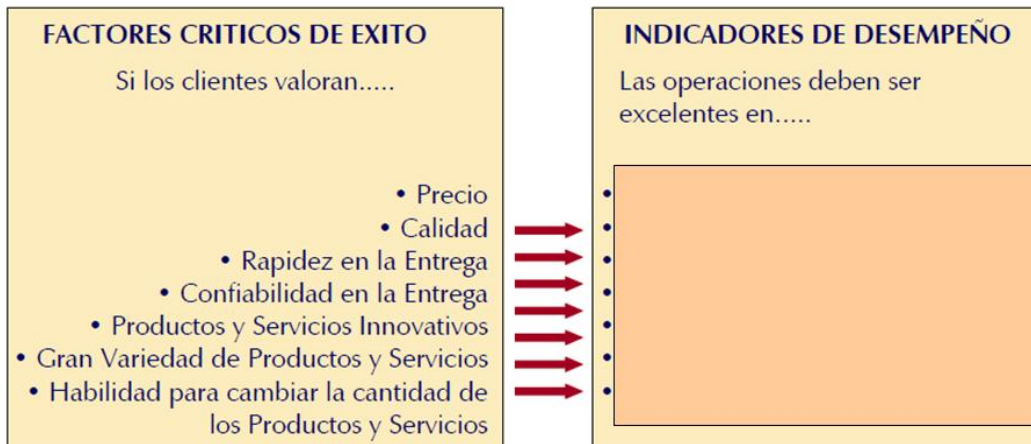 FACTORES CRITICOS DE EXITO
Si los clientes valoran.....
• Precio
• Calidad
• Rapidez en la Entrega
• Confiabilidad en la Entrega
• Productos y Servicios Innovativos
• Gran Variedad de Productos y Servicios
• Habilidad para cambiar la cantidad de
los Productos y Servicios
INDICADORES DE DESEMPEÑO
Las operaciones deben ser
excelentes en.....